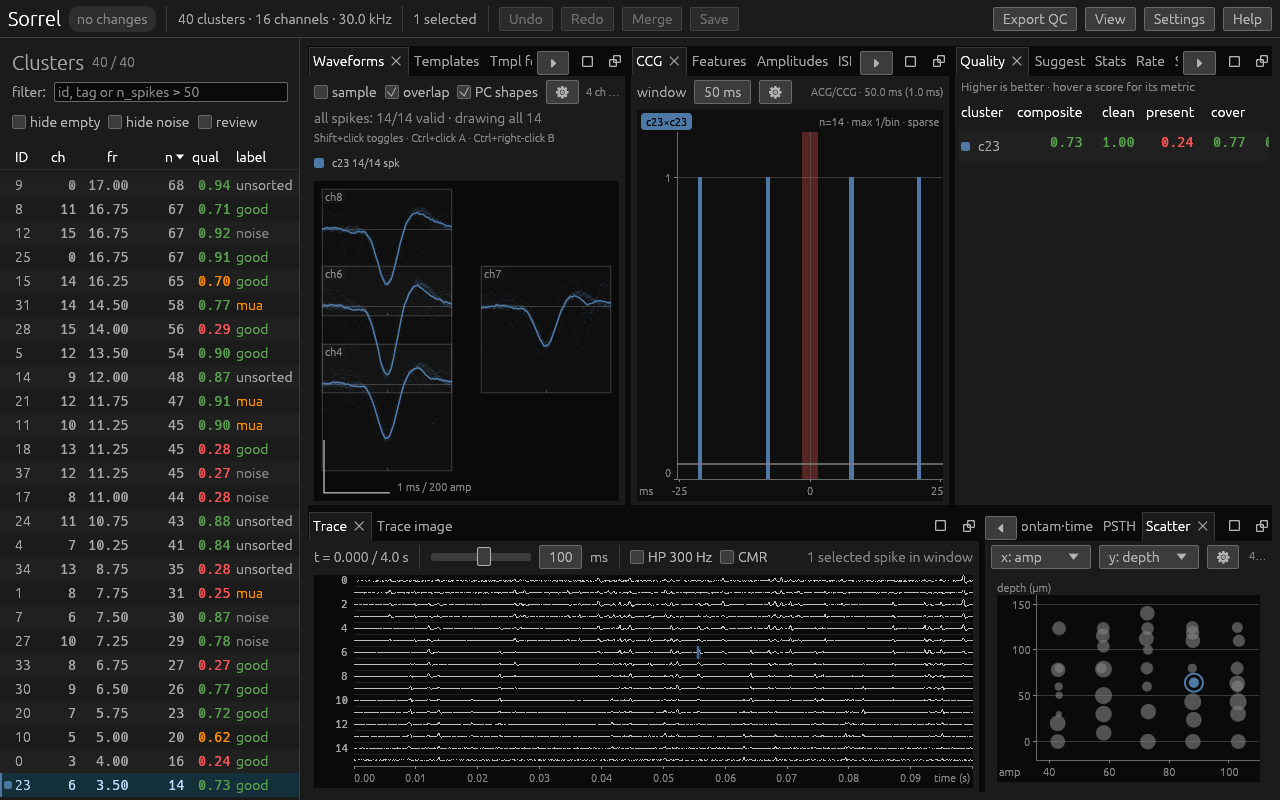 Sorrel no changes 40 clusters · 16 channels · 30.0 kHz 1 selected Undo Redo Merge Save Export QC View Settings Help
Clusters 40 / 40
filter: id, tag or n_spikes > 50
hide empty hide noise review
ID ch fr n qual label
9 0 17.00 68 0.94 unsorted
8 11 16.75 67 0.71 good
12 15 16.75 67 0.92 noise
25 0 16.75 67 0.91 good
15 14 16.25 65 0.70 good
31 14 14.50 58 0.77 mua
28 15 14.00 56 0.29 good
5 12 13.50 54 0.90 good
14 9 12.00 48 0.87 unsorted
21 12 11.75 47 0.91 mua
11 10 11.25 45 0.90 mua
18 13 11.25 45 0.28 good
37 12 11.25 45 0.27 noise
17 8 11.00 44 0.28 noise
24 11 10.75 43 0.88 unsorted
4 7 10.25 41 0.84 unsorted
34 13 8.75 35 0.28 unsorted
1 8 7.75 31 0.25 mua
7 6 7.50 30 0.87 noise
27 10 7.25 29 0.78 noise
33 8 6.75 27 0.27 good
30 9 6.50 26 0.77 good
20 7 5.75 23 0.72 good
10 5 5.00 20 0.62 good
0 3 4.00 16 0.24 good
23 6 3.50 14 0.73 good
Waveforms Templates Tmpl
sample overlap PC shapes 4 ch ...
all spikes: 14/14 valid · drawing all 14
Shift+click toggles · Ctrl+click A · Ctrl+right-click B
c23 14/14 spk
ch8
ch6
ch7
ch4
1 ms / 200 amp
CCG Features Amplitudes ISI
window 50 ms ACG/CCG · 50.0 ms (1.0 ms)
c23×c23 n=14 · max 1/bin · sparse
1
0
ms -25 0 25
Quality Suggest Stats Rate
Higher is better · hover a score for its metric
cluster composite clean present cover
c23 0.73 1.00 0.24 0.77
Trace Trace image
t = 0.000 / 4.0 s 100 ms HP 300 Hz CMR 1 selected spike in window
0
2
4
6
8
10
12
14
0.00 0.01 0.02 0.03 0.04 0.05 0.06 0.07 0.08 0.09 time (s)
ontam·time PSTH Scatter
x: amp y: depth 4...
depth (µm)
150
100
50
0
amp 40 60 80 100